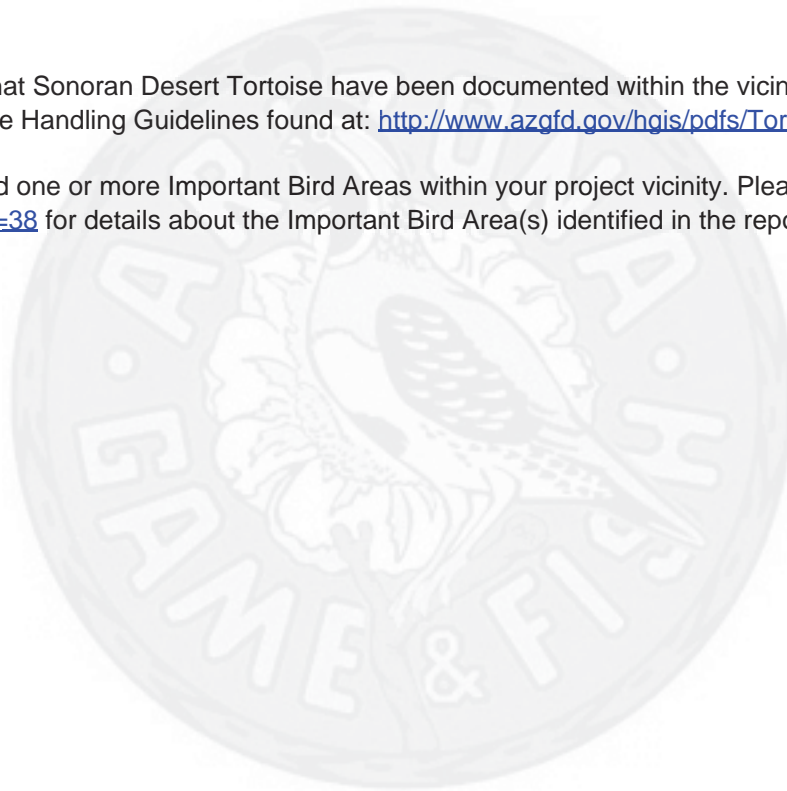 hat Sonoran Desert Tortoise have been documented within the vicin
e Handling Guidelines found at: http://www.azgfd.gov/hgis/pdfs/Tor
d one or more Important Bird Areas within your project vicinity. Plea
=38 for details about the Important Bird Area(s) identified in the repo
ARIZONA
GAME & FISH